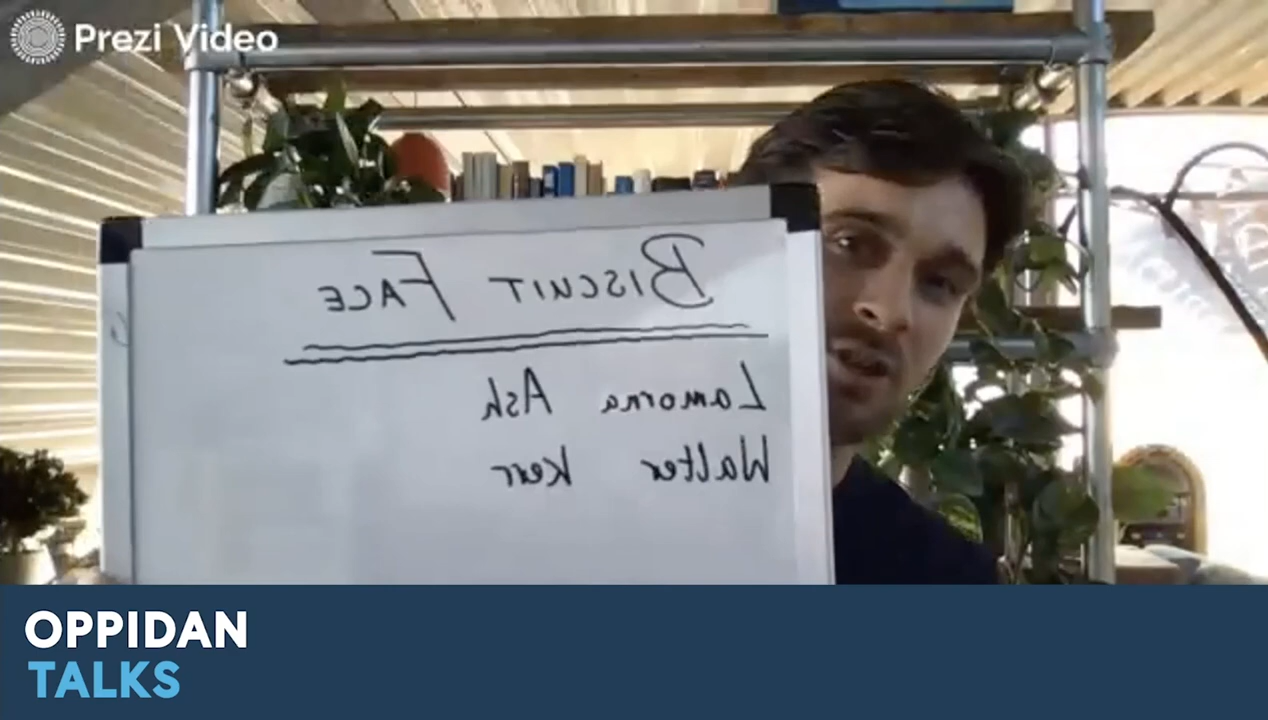 Prezi Video
BISCUIT FACE
Lamorna Ash
Walter Kerr
OPPIDAN
TALKS